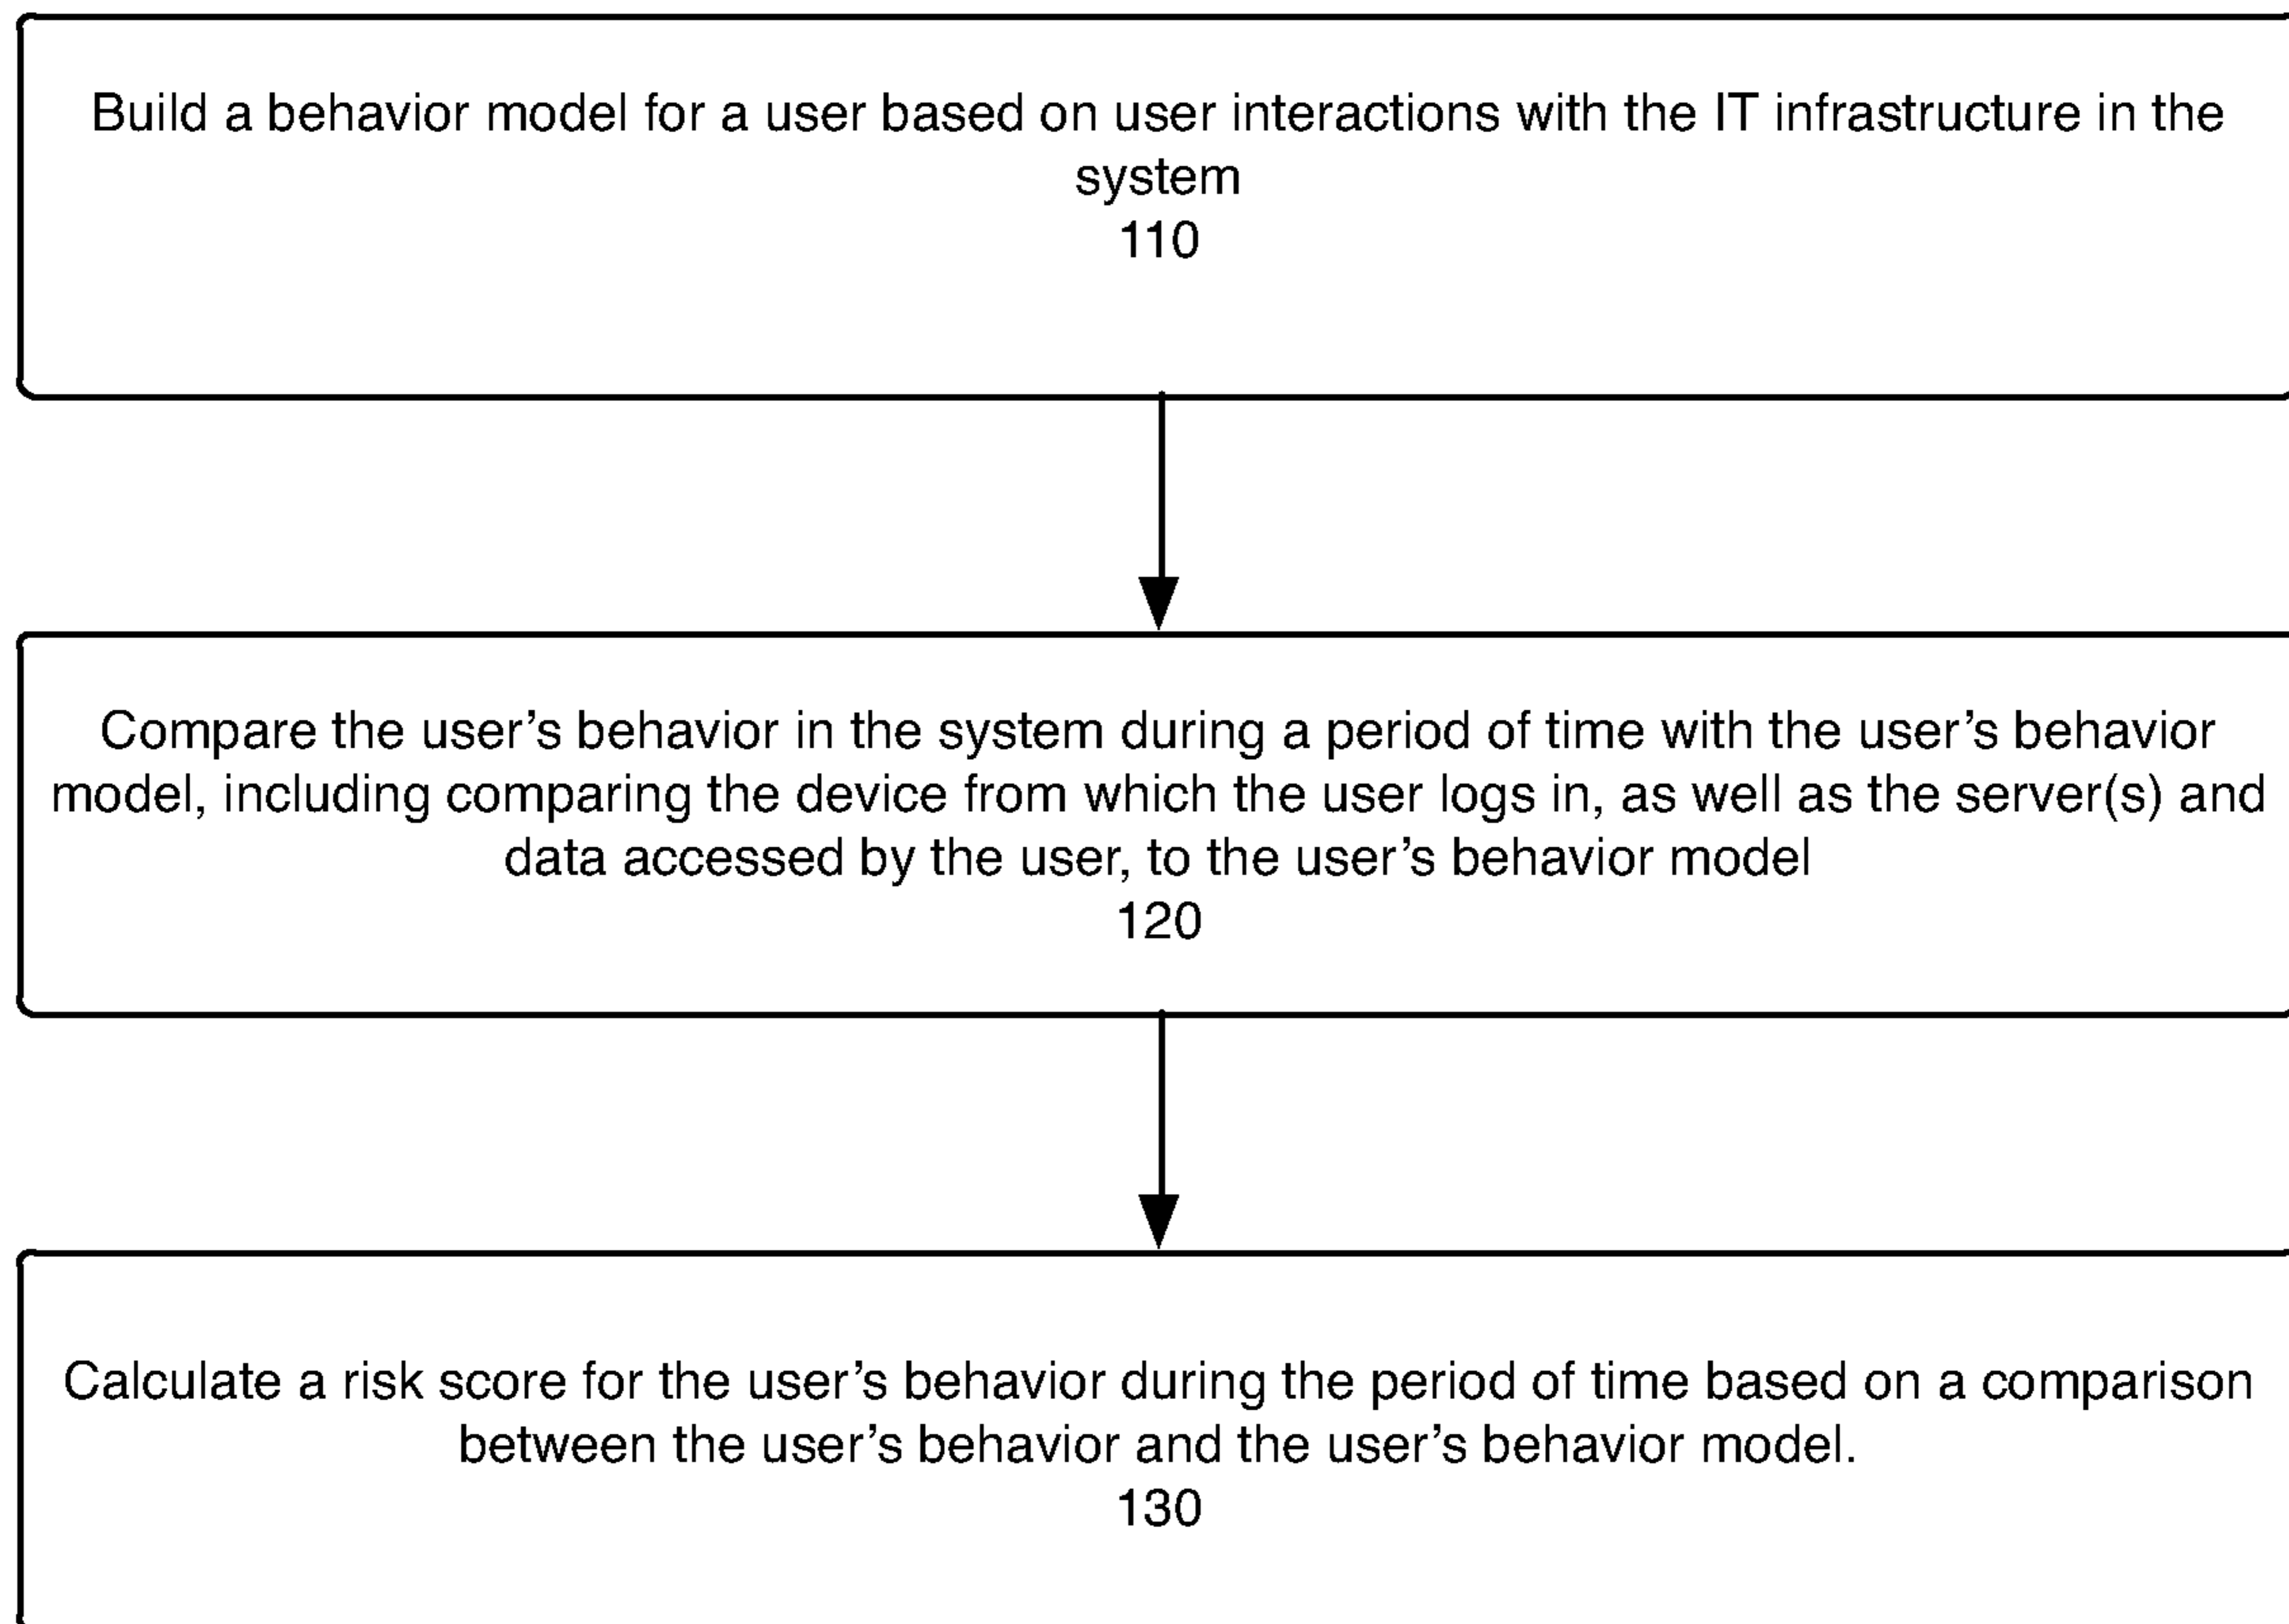 Build a behavior model for a user based on user interactions with the IT infrastructure in the
system
110
Compare the user’s behavior in the system during a period of time with the user’s behavior
model, including comparing the device from which the user logs in, as well as the server(s) and
data accessed by the user, to the user’s behavior model
120
Calculate a risk score for the user’s behavior during the period of time based on a comparison
between the user’s behavior and the user’s behavior model.
130